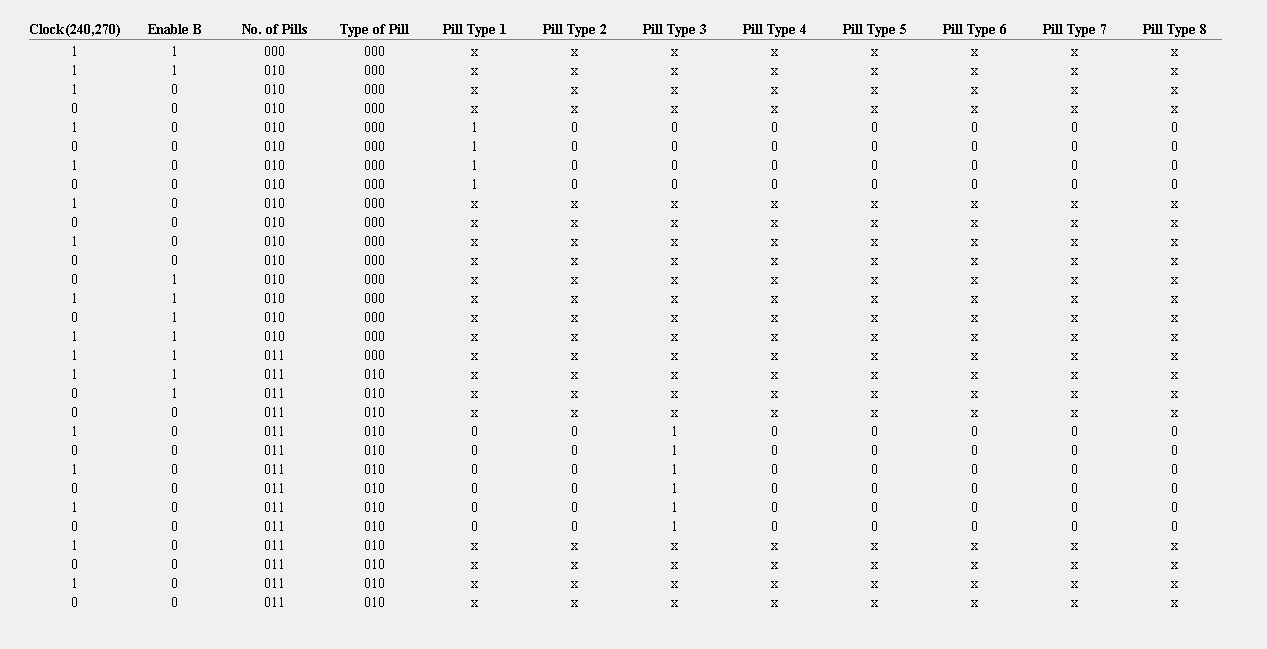 Clock(240,270) Enable B No. of Pills Type of Pill Pill Type 1 Pill Type 2 Pill Type 3 Pill Type 4 Pill Type 5 Pill Type 6 Pill Type 7 Pill Type 8
1 1 000 000 x x x x x x x x
1 1 010 000 x x x x x x x x
1 0 010 000 x x x x x x x x
0 0 010 000 x x x x x x x x
1 0 010 000 1 0 0 0 0 0 0 0
0 0 010 000 1 0 0 0 0 0 0 0
1 0 010 000 1 0 0 0 0 0 0 0
0 0 010 000 1 0 0 0 0 0 0 0
1 0 010 000 x x x x x x x x
0 0 010 000 x x x x x x x x
1 0 010 000 x x x x x x x x
0 0 010 000 x x x x x x x x
0 1 010 000 x x x x x x x x
1 1 010 000 x x x x x x x x
0 1 010 000 x x x x x x x x
1 1 010 000 x x x x x x x x
1 1 011 000 x x x x x x x x
1 1 011 010 x x x x x x x x
0 1 011 010 x x x x x x x x
0 0 011 010 x x x x x x x x
1 0 011 010 0 0 1 0 0 0 0 0
0 0 011 010 0 0 1 0 0 0 0 0
1 0 011 010 0 0 1 0 0 0 0 0
0 0 011 010 0 0 1 0 0 0 0 0
1 0 011 010 0 0 1 0 0 0 0 0
0 0 011 010 0 0 1 0 0 0 0 0
1 0 011 010 x x x x x x x x
0 0 011 010 x x x x x x x x
1 0 011 010 x x x x x x x x
0 0 011 010 x x x x x x x x